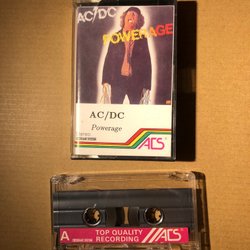 AC/DC
POWERAGE
AC/DC
Powerage
ACS
A
TOP QUALITY
RECORDING
ACS